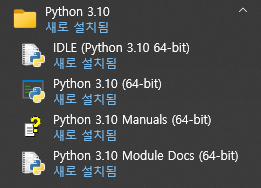 Python 3.10
새로 설치됨
IDLE (Python 3.10 64-bit)
새로 설치됨
Python 3.10 (64-bit)
새로 설치됨
Python 3.10 Manuals (64-bit)
새로 설치됨
Python 3.10 Module Docs (64-bit)
새로 설치됨